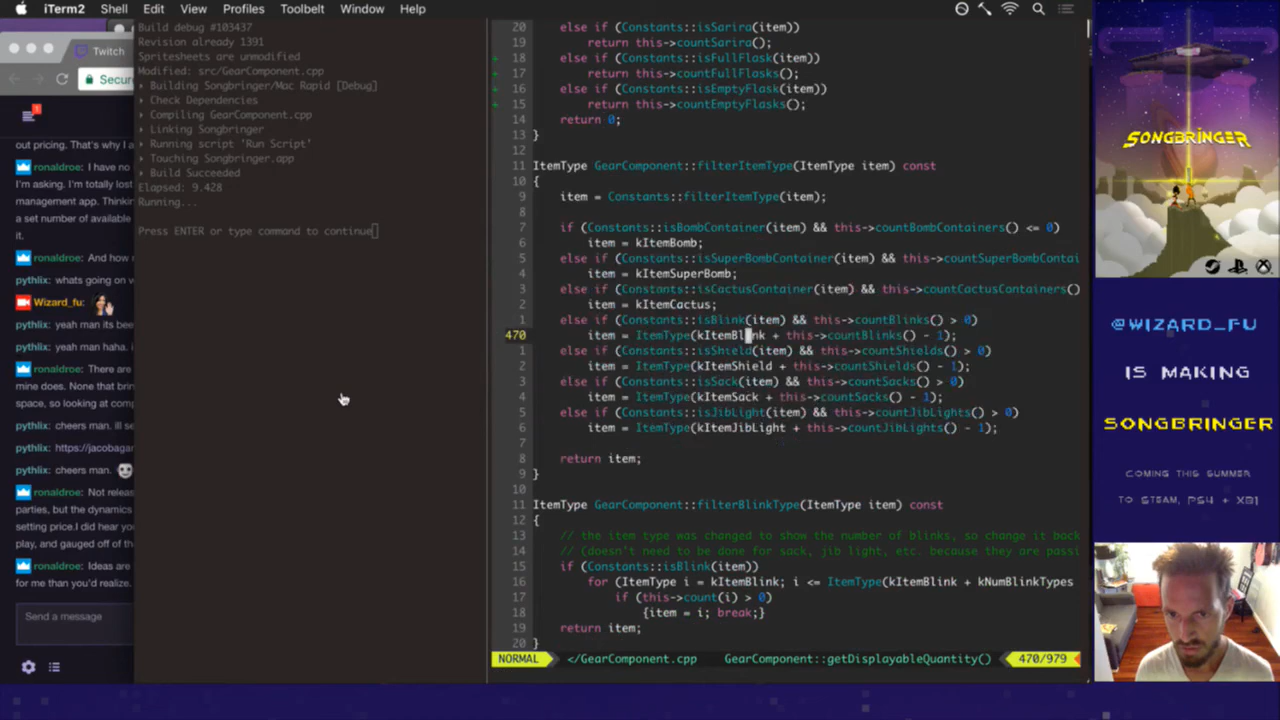 iTerm2 Shell Edit View Profiles Toolbelt Window Help
Twitch
Secure
1
out pricing. That's why I a
ronaldroe: I have no
I'm asking. I'm totally lost
management app. Thinkin
a set number of available
it.
ronaldroe: And how
pythlix: whats going on v
Wizard_fu:
pythlix: yeah man its bee
pythlix: yeah man haha. i
ronaldroe: There are
mine does. None that brin
space, so looking at comp
pythlix: cheers man. ill se
pythlix: https://jacobagar
pythlix: cheers man.
ronaldroe: Not releas
parties, but the dynamics
setting price.I did hear you
play, and gauged off of th
ronaldroe: Ideas are
for me than you'd realize.
Send a message
Build debug #103437
Revision already 1391
Spritesheets are unmodified
Modified: src/GearComponent.cpp
▸ Building Songbringer/Mac Rapid [Debug]
▸ Check Dependencies
▸ Compiling GearComponent.cpp
▸ Linking Songbringer
▸ Running script 'Run Script'
▸ Touching Songbringer.app
▸ Build Succeeded
Elapsed: 9.428
Running...
Press ENTER or type command to continue
20 else if (Constants::isSarira(item))
19 return this->countSarira();
+ 18 else if (Constants::isFullFlask(item))
+ 17 return this->countFullFlasks();
+ 16 else if (Constants::isEmptyFlask(item))
+ 15 return this->countEmptyFlasks();
14 return 0;
13 }
12
11 ItemType GearComponent::filterItemType(ItemType item) const
10 {
9 item = Constants::filterItemType(item);
8
7 if (Constants::isBombContainer(item) && this->countBombContainers() <= 0)
6 item = kItemBomb;
5 else if (Constants::isSuperBombContainer(item) && this->countSuperBombContai
4 item = kItemSuperBomb;
3 else if (Constants::isCactusContainer(item) && this->countCactusContainers()
2 item = kItemCactus;
1 else if (Constants::isBlink(item) && this->countBlinks() > 0)
470 item = ItemType(kItemBlink + this->countBlinks() - 1);
1 else if (Constants::isShield(item) && this->countShields() > 0)
2 item = ItemType(kItemShield + this->countShields() - 1);
3 else if (Constants::isSack(item) && this->countSacks() > 0)
4 item = ItemType(kItemSack + this->countSacks() - 1);
5 else if (Constants::isJibLight(item) && this->countJibLights() > 0)
6 item = ItemType(kItemJibLight + this->countJibLights() - 1);
7
8 return item;
9 }
10
11 ItemType GearComponent::filterBlinkType(ItemType item) const
12 {
13 // the item type was changed to show the number of blinks, so change it back
14 // (doesn't need to be done for sack, jib light, etc. because they are passi
15 if (Constants::isBlink(item))
16 for (ItemType i = kItemBlink; i <= ItemType(kItemBlink + kNumBlinkTypes
17 if (this->count(i) > 0)
18 {item = i; break;}
19 return item;
20 }
NORMAL </GearComponent.cpp GearComponent::getDisplayableQuantity() 470/979
SONGBRINGER
@WIZARD_FU
IS MAKING
SONGBRINGER
COMING THIS SUMMER
TO STEAM, PS4 + XB1